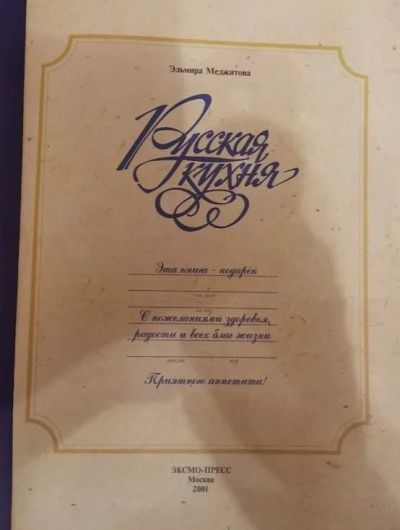 Эльмира Меджитова
Русская
кухня
Эта книга - подарок
С пожеланиями здоровья,
радости и всех благ жизни
Приятного аппетита!
ЭКСМО-ПРЕСС
Москва
2001